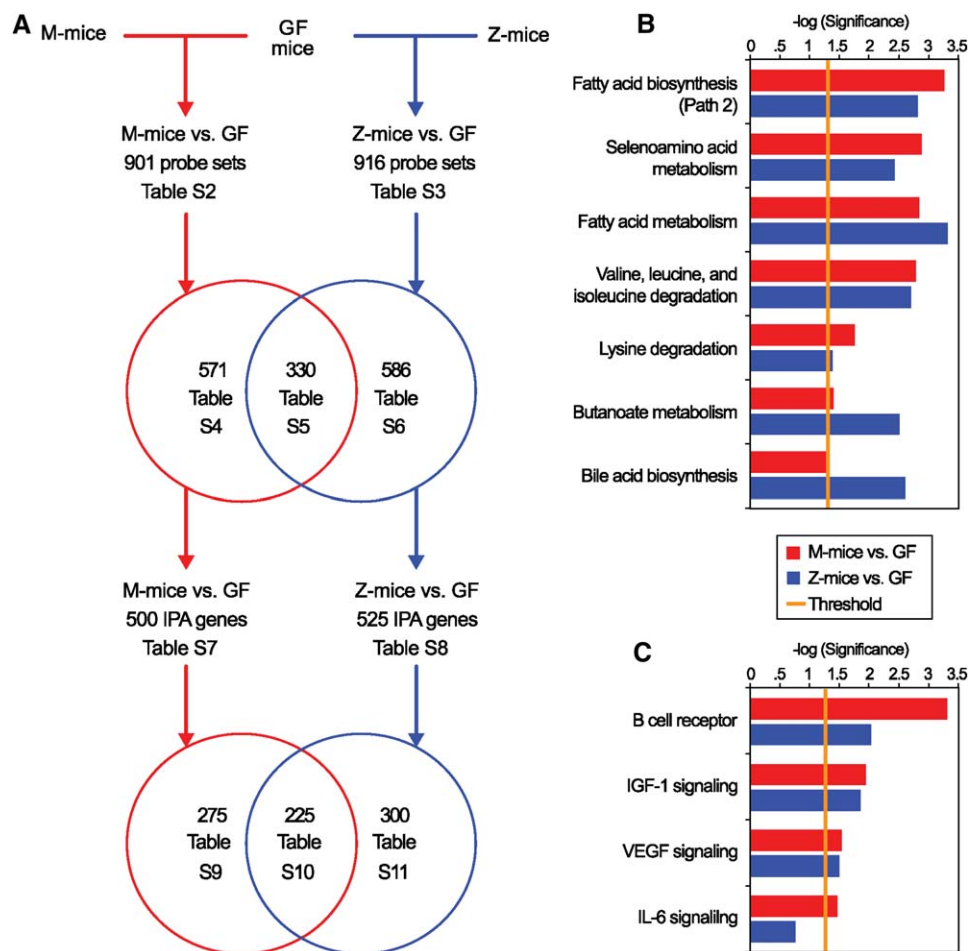 A
M-mice
GF
mice
Z-mice
M-mice vs. GF
901 probe sets
Table S2
Z-mice vs. GF
916 probe sets
Table S3
571
Table
S4
330
Table
S5
586
Table
S6
M-mice vs. GF
500 IPA genes
Table S7
Z-mice vs. GF
525 IPA genes
Table S8
275
Table
S9
225
Table
S10
300
Table
S11
B
-log (Significance)
0 .5 1 1.5 2 2.5 3 3.5
Fatty acid biosynthesis
(Path 2)
Selenoamino acid
metabolism
Fatty acid metabolism
Valine, leucine, and
isoleucine degradation
Lysine degradation
Butanoate metabolism
Bile acid biosynthesis
M-mice vs. GF
Z-mice vs. GF
Threshold
C
-log (Significance)
0 .5 1 1.5 2 2.5 3 3.5
B cell receptor
IGF-1 signaling
VEGF signaling
IL-6 signalilng